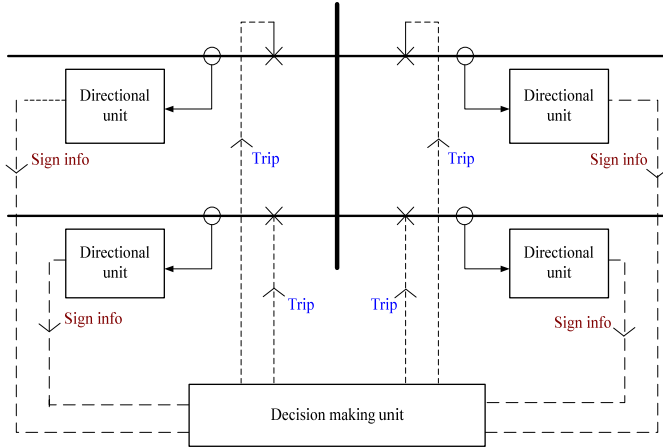 Directional
unit
Directional
unit
Sign info
Trip
Trip
Sign info
Directional
unit
Directional
unit
Sign info
Trip
Trip
Sign info
Decision making unit